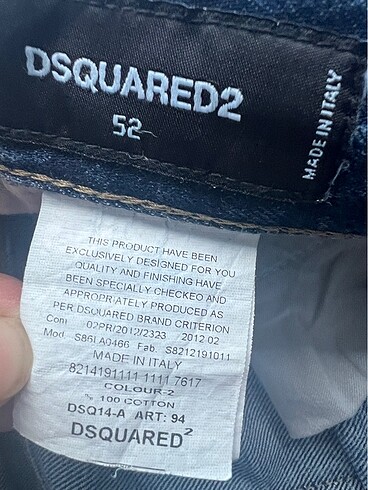 DSQUARED2
52
MADE IN ITALY
THIS PRODUCT HAVE BEEN
EXCLUSIVELY DESIGNED FOR YOU
QUALITY AND FINISHING HAVE
BEEN SPECIALLY CHECKEO AND
APPROPRIATELY PRODUCED AS
PER DSQUARED BRAND CRITERION
Com 02PR/2012/2323 2012 02
Mod S86LA0466 Fab. S8212191011
MADE IN ITALY
8214191111 1111 7617
COLOUR-2
% 100 COTTON
DSQ14-A ART: 94
DSQUARED²